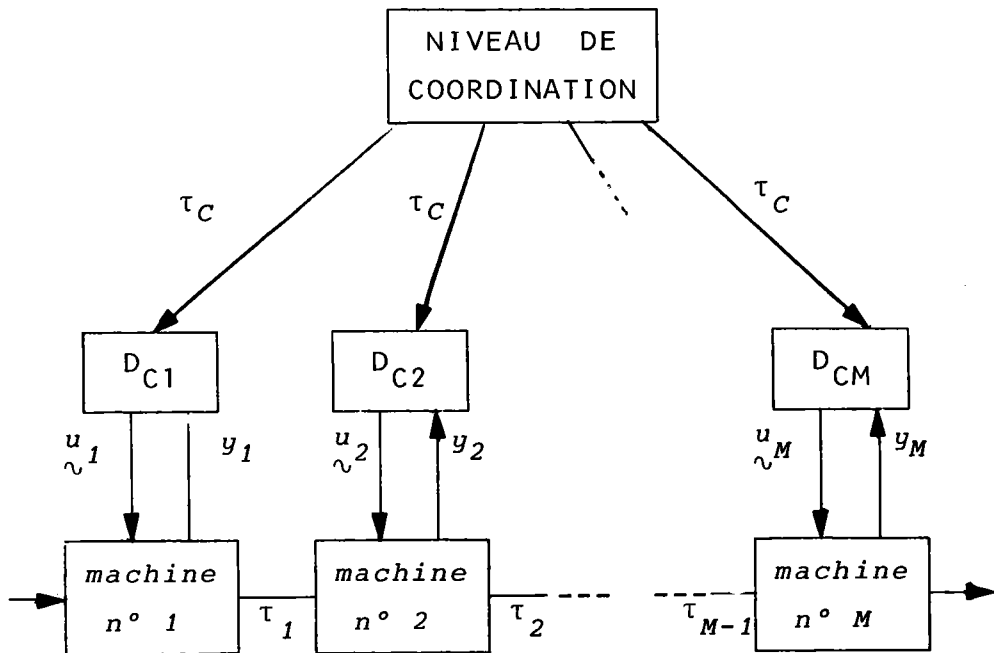 NIVEAU DE
COORDINATION
τC τC τC
DC1 DC2 DCM
u1 y1 u2 y2 uM yM
machine machine machine
n° 1 τ1 n° 2 τ2 τM-1 n° M